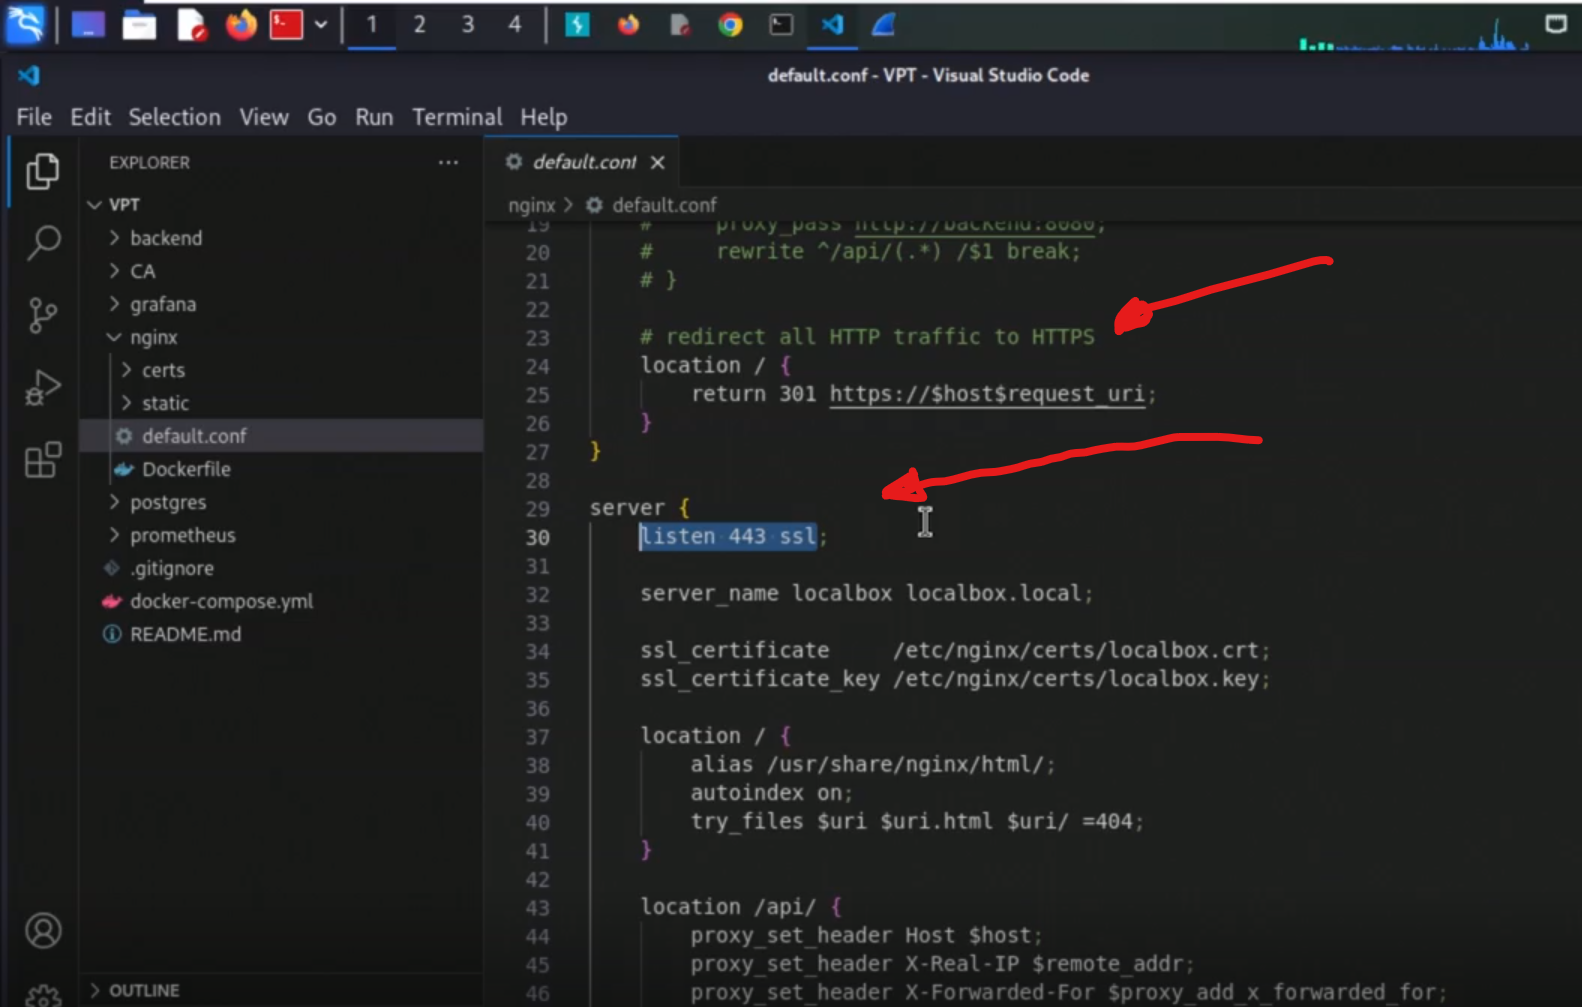 1 2 3 4
default.conf - VPT - Visual Studio Code
File Edit Selection View Go Run Terminal Help
EXPLORER ···
default.conf
nginx > default.conf
VPT
backend
CA
grafana
nginx
certs
static
default.conf
Dockerfile
postgres
prometheus
.gitignore
docker-compose.yml
README.md
OUTLINE
19 # proxy_pass http://backend:8080;
20 # rewrite ^/api/(.*) /$1 break;
21 # }
22
23 # redirect all HTTP traffic to HTTPS
24 location / {
25 return 301 https://$host$request_uri;
26 }
27 }
28
29 server {
30 listen 443 ssl;
31
32 server_name localbox localbox.local;
33
34 ssl_certificate /etc/nginx/certs/localbox.crt;
35 ssl_certificate_key /etc/nginx/certs/localbox.key;
36
37 location / {
38 alias /usr/share/nginx/html/;
39 autoindex on;
40 try_files $uri $uri.html $uri/ =404;
41 }
42
43 location /api/ {
44 proxy_set_header Host $host;
45 proxy_set_header X-Real-IP $remote_addr;
46 proxy_set_header X-Forwarded-For $proxy_add_x_forwarded_for;